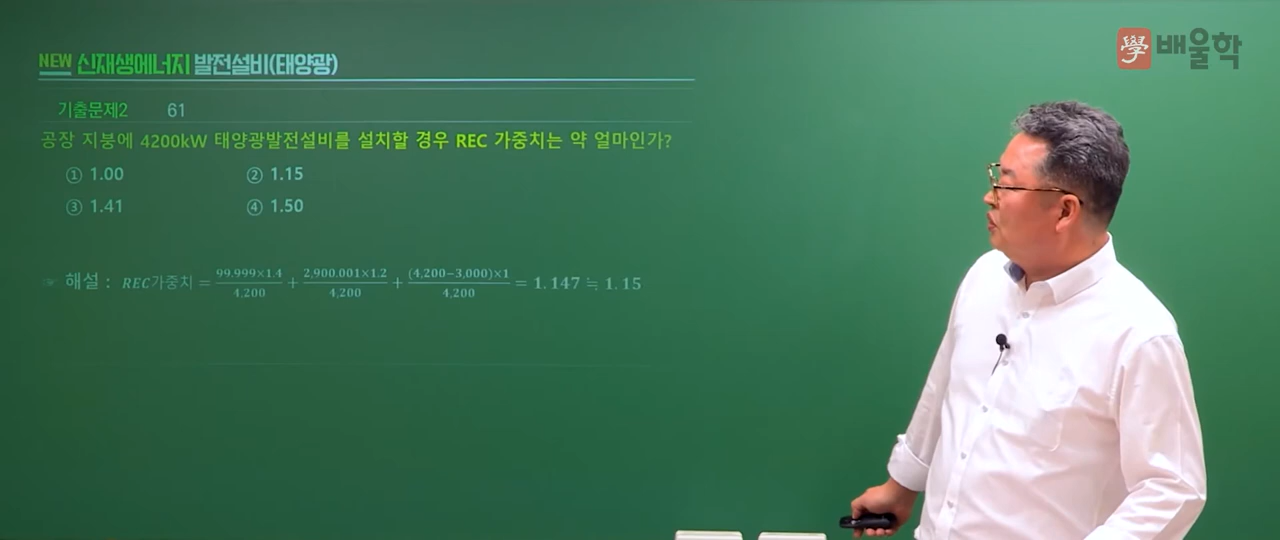 學 배울학
NEW 신재생에너지 발전설비(태양광)
기출문제2 61
공장 지붕에 4200kW 태양광발전설비를 설치할 경우 REC 가중치는 약 얼마인가?
① 1.00 ② 1.15
③ 1.41 ④ 1.50
☞ 해설 : REC가중치 = 99.999×1.4/4.200 + 2,900.001×1.2/4,200 + (4,200−3,000)×1/4,200 = 1.147 ≒ 1.15